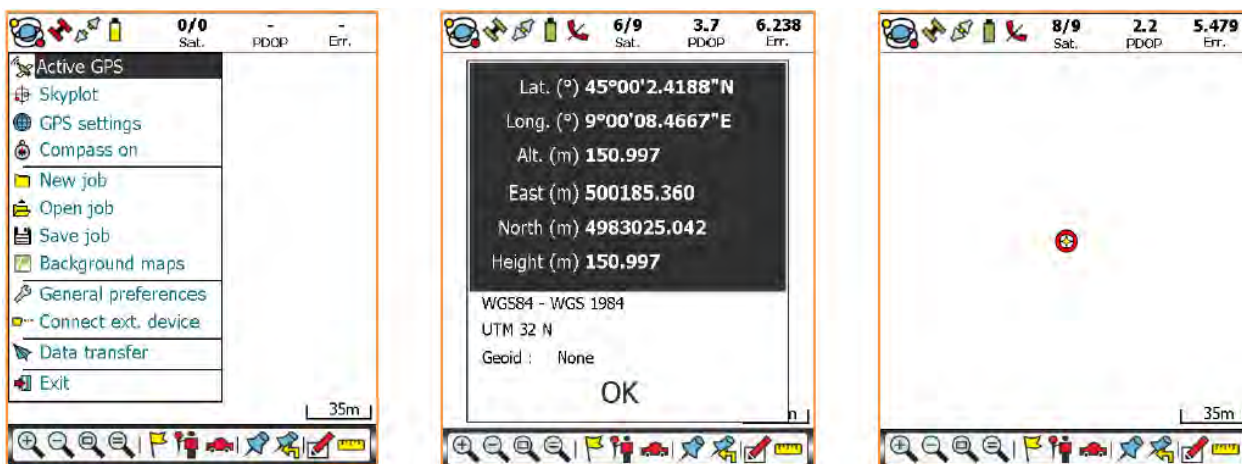 0/0 - -
Sat. PDOP Err.
Active GPS
Skyplot
GPS settings
Compass on
New job
Open job
Save job
Background maps
General preferences
Connect ext. device
Data transfer
Exit
35m
6/9 3.7 6.238
Sat. PDOP Err.
Lat. (°) 45°00'2.4188"N
Long. (°) 9°00'08.4667"E
Alt. (m) 150.997
East (m) 500185.360
North (m) 4983025.042
Height (m) 150.997
WGS84 - WGS 1984
UTM 32 N
Geoid : None
OK
8/9 2.2 5.479
Sat. PDOP Err.
35m